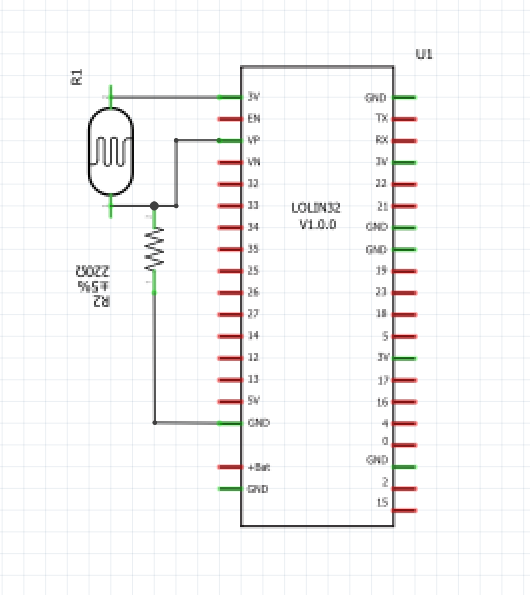 U1
R1
3V
EN
VP
VN
32
33
34
35
25
26
27
14
12
13
5V
GND
+Bat
GND
LOLIN32
V1.0.0
GND
TX
RX
3V
22
21
GND
GND
19
23
18
5
3V
17
16
4
0
GND
2
15
R2
±5%
220Ω